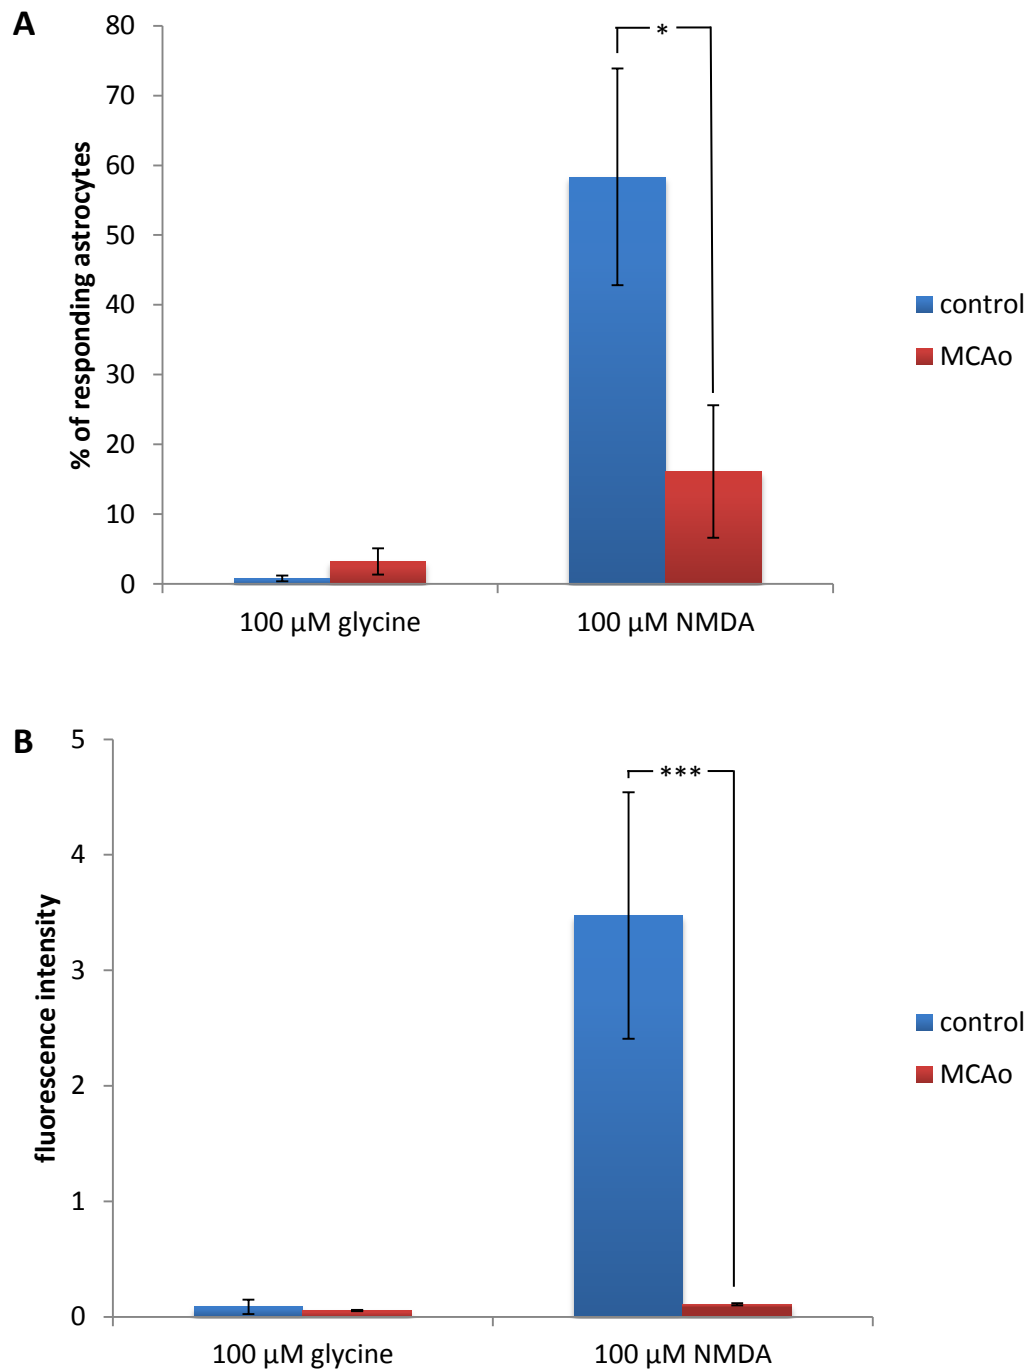 A
80
70
60
50
40
30
20
10
0
% of responding astrocytes
*
100 µM glycine
100 µM NMDA
control
MCAo
B
5
4
3
2
1
0
fluorescence intensity
***
100 µM glycine
100 µM NMDA
control
MCAo